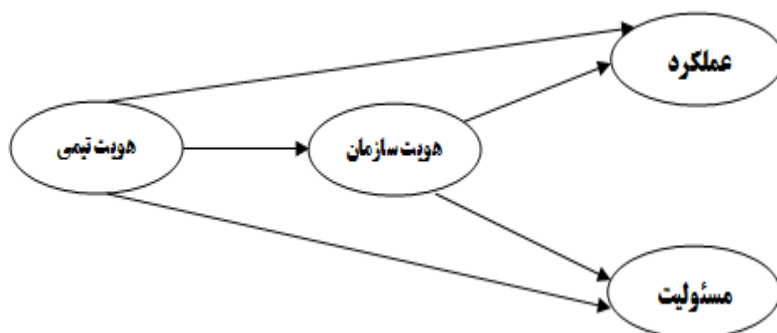 عملکرد
هویت سازمان
هویت تیمی
مسئولیت